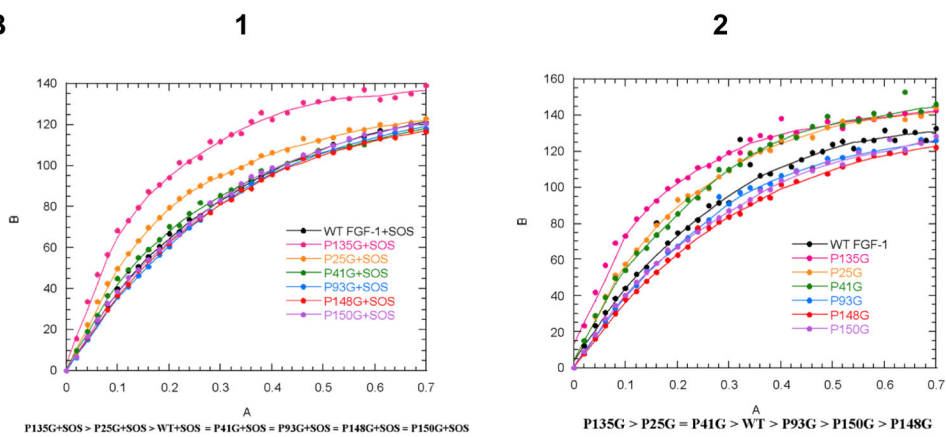 3
1
2
140
120
100
80
60
40
20
0
B
WT FGF-1+SOS
P135G+SOS
P25G+SOS
P41G+SOS
P93G+SOS
P148G+SOS
P150G+SOS
0 0.1 0.2 0.3 0.4 0.5 0.6 0.7
A
P135G+SOS > P25G+SOS > WT+SOS = P41G+SOS = P93G+SOS = P148G+SOS = P150G+SOS
160
140
120
100
80
60
40
20
0
B
WT FGF-1
P135G
P25G
P41G
P93G
P148G
P150G
0 0.1 0.2 0.3 0.4 0.5 0.6 0.7
A
P135G > P25G = P41G > WT > P93G > P150G > P148G